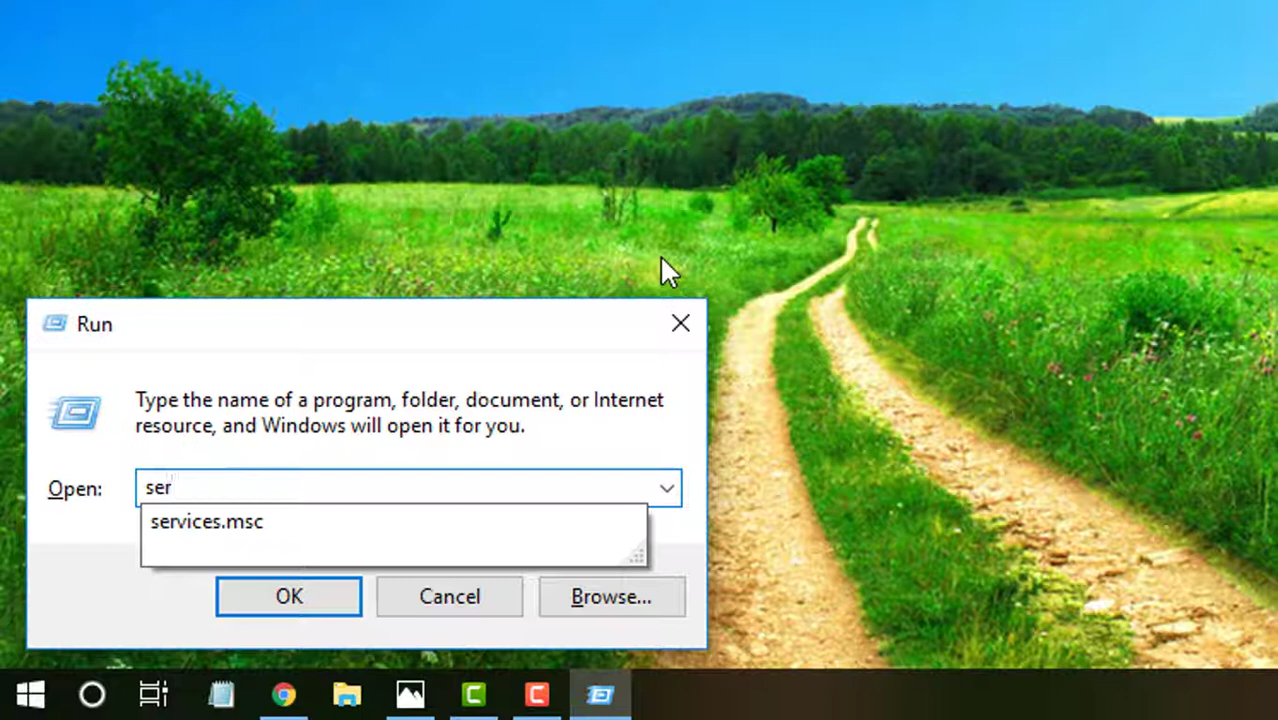 Run
Type the name of a program, folder, document, or Internet
resource, and Windows will open it for you.
Open: ser
services.msc
OK Cancel Browse...